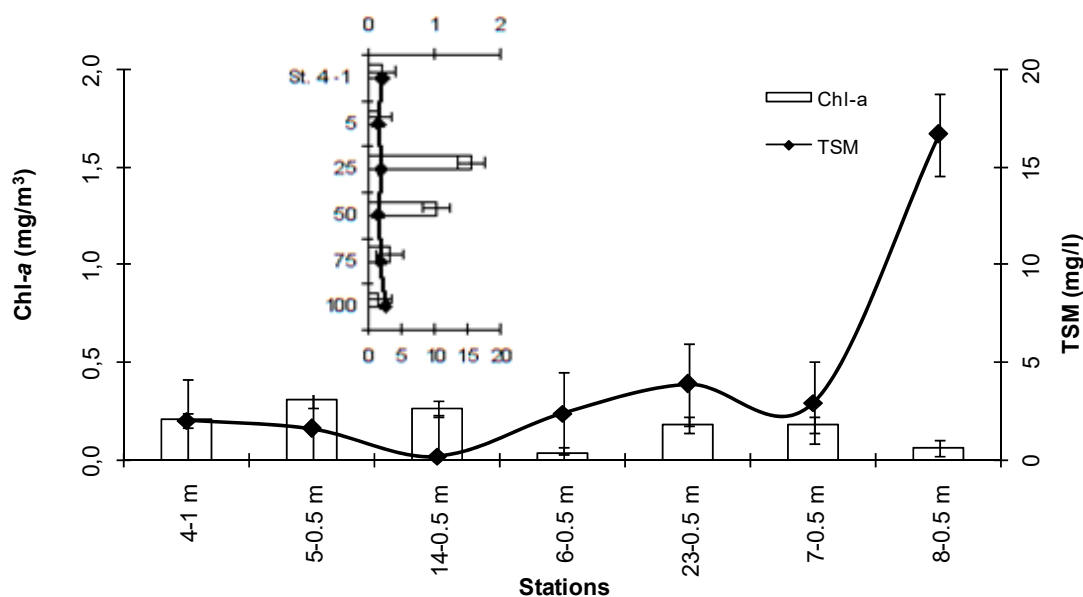 0 1 2
St. 4 -1
5
25
50
75
100
0 5 10 15 20
Chl-a (mg/m³)
2,0
1,5
1,0
0,5
0,0
Chl-a
TSM
20
15
10
5
0
TSM (mg/l)
4-1 m
5-0.5 m
14-0.5 m
6-0.5 m
23-0.5 m
7-0.5 m
8-0.5 m
Stations